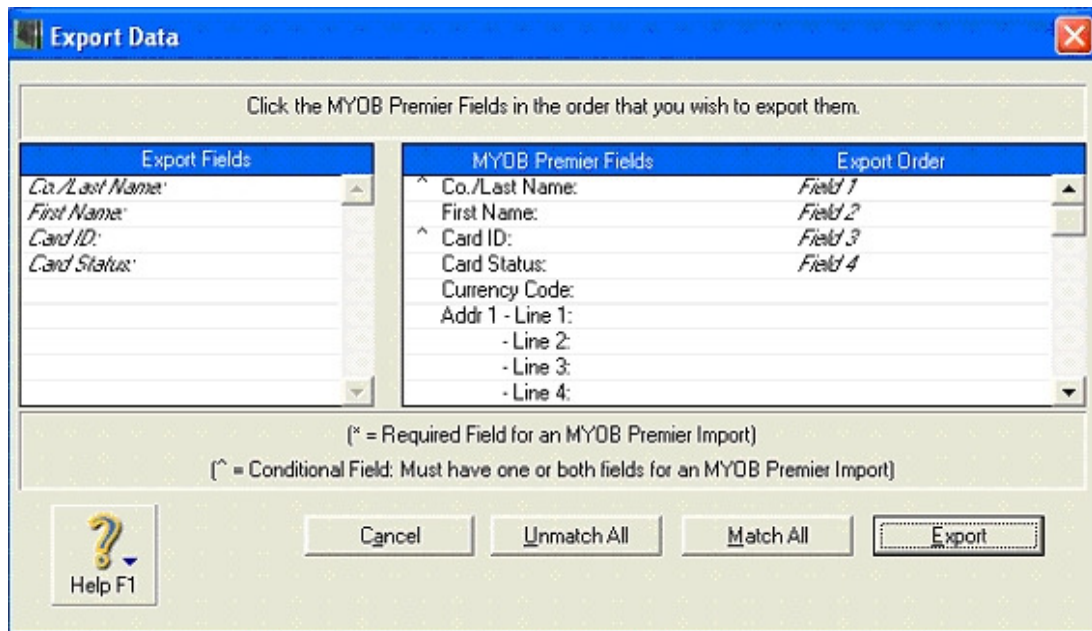 Export Data
Click the MYOB Premier Fields in the order that you wish to export them.
Export Fields
Co./Last Name:
First Name:
Card ID:
Card Status:
MYOB Premier Fields Export Order
^ Co./Last Name: Field 1
First Name: Field 2
^ Card ID: Field 3
Card Status: Field 4
Currency Code:
Addr 1 - Line 1:
- Line 2:
- Line 3:
- Line 4:
(* = Required Field for an MYOB Premier Import)
(^ = Conditional Field: Must have one or both fields for an MYOB Premier Import)
Help F1
Cancel
Unmatch All
Match All
Export